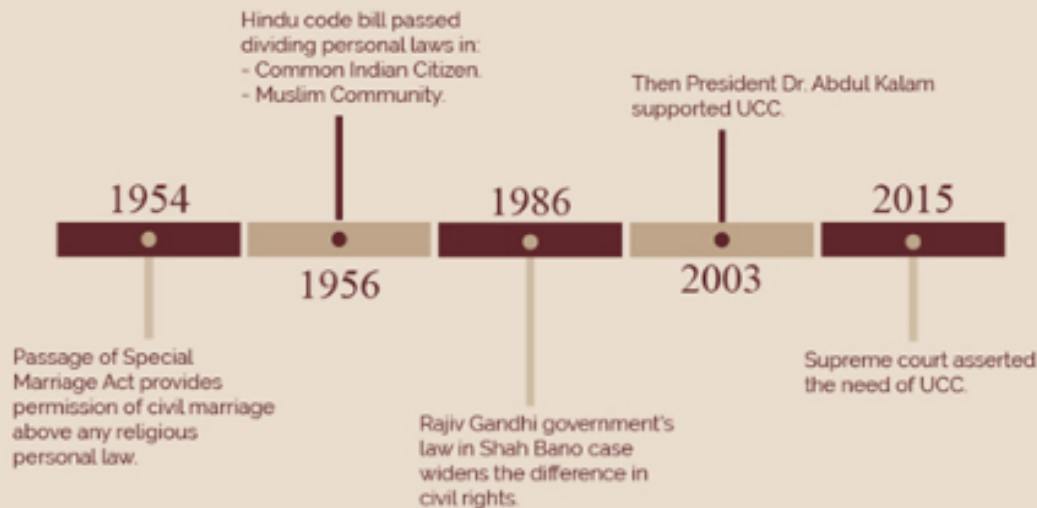 Hindu code bill passed
dividing personal laws in:
- Common Indian Citizen.
- Muslim Community.
Then President Dr. Abdul Kalam
supported UCC.
1954
1956
1986
2003
2015
Passage of Special
Marriage Act provides
permission of civil marriage
above any religious
personal law.
Rajiv Gandhi government's
law in Shah Bano case
widens the difference in
civil rights.
Supreme court asserted
the need of UCC.